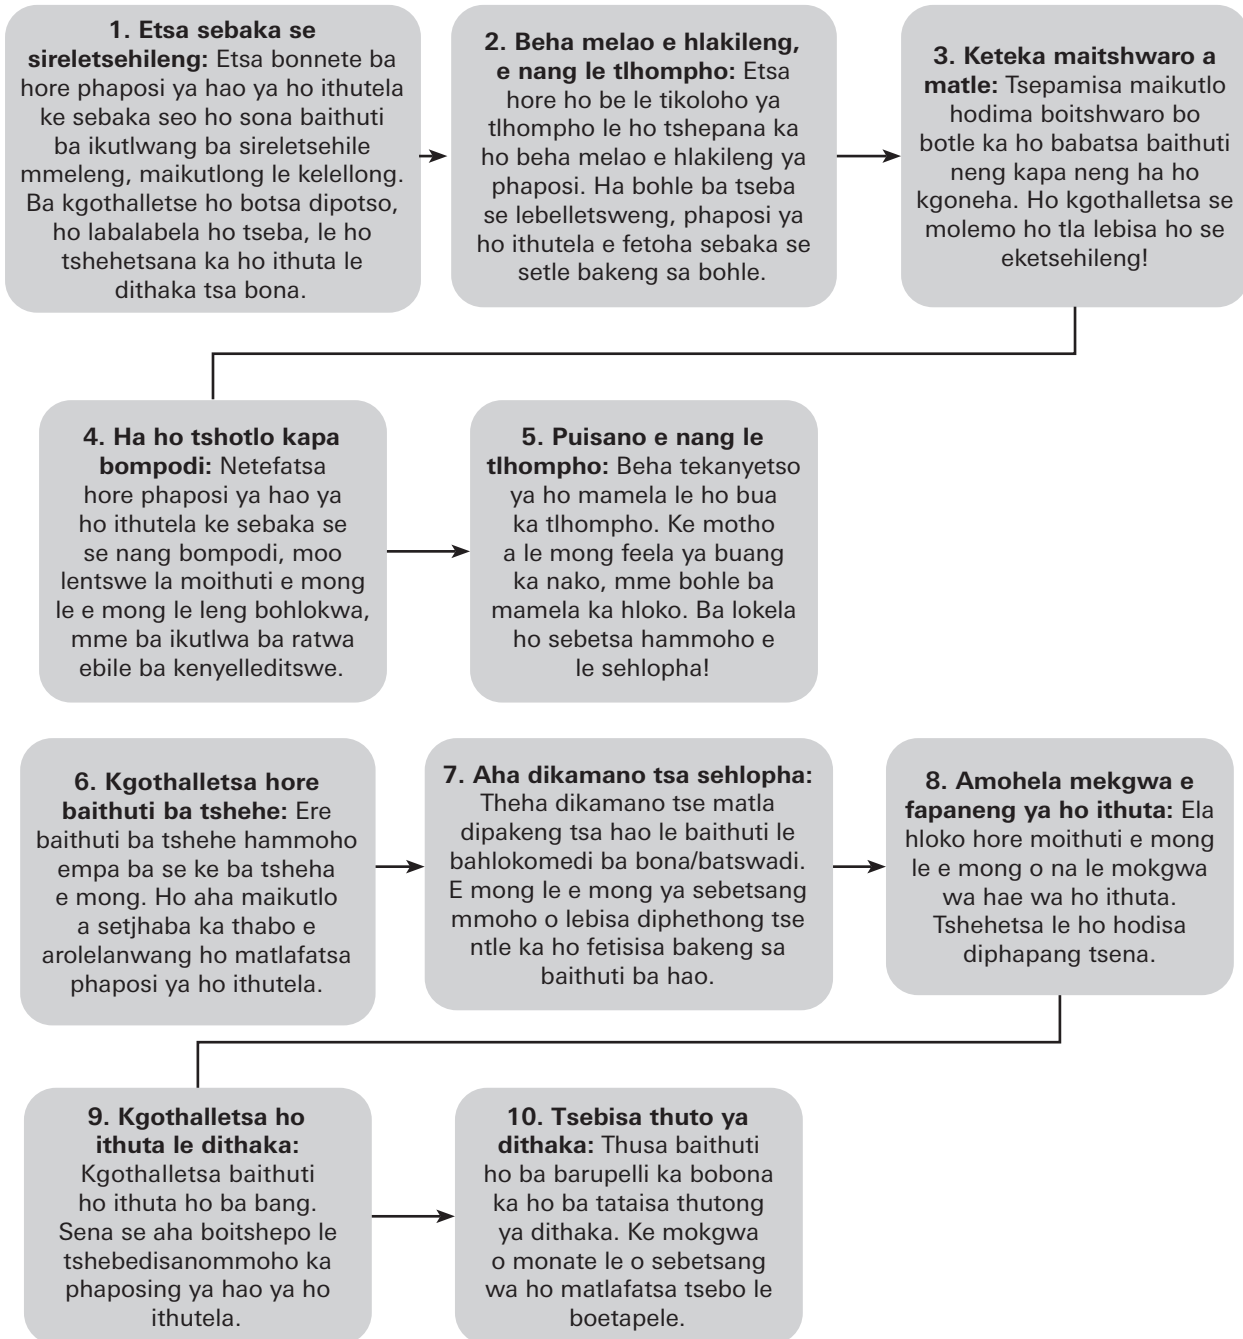 1. Etsa sebaka se
sireletsehileng: Etsa bonnete ba
hore phaposi ya hao ya ho ithutela
ke sebaka seo ho sona baithuti
ba ikutlwang ba sireletsehile
mmeleng, maikutlong le kelellong.
Ba kgothalletse ho botsa dipotso,
ho labalabela ho tseba, le ho
tshehetsana ka ho ithuta le
dithaka tsa bona.
2. Beha melao e hlakileng,
e nang le tlhompho: Etsa
hore ho be le tikoloho ya
tlhompho le ho tshepana ka
ho beha melao e hlakileng ya
phaposi. Ha bohle ba tseba
se lebelletsweng, phaposi ya
ho ithutela e fetoha sebaka se
setle bakeng sa bohle.
3. Keteka maitshwaro a
matle: Tsepamisa maikutlo
hodima boitshwaro bo
botle ka ho babatsa baithuti
neng kapa neng ha ho
kgoneha. Ho kgothalletsa se
molemo ho tla lebisa ho se
eketsehileng!
4. Ha ho tshotlo kapa
bompodi: Netefatsa
hore phaposi ya hao ya
ho ithutela ke sebaka se
se nang bompodi, moo
lentswe la moithuti e mong
le e mong le leng bohlokwa,
mme ba ikutlwa ba ratwa
ebile ba kenyelleditswe.
5. Puisano e nang le
tlhompho: Beha tekanyetso
ya ho mamela le ho bua
ka tlhompho. Ke motho
a le mong feela ya buang
ka nako, mme bohle ba
mamela ka hloko. Ba lokela
ho sebetsa hammoho e
le sehlopha!
6. Kgothalletsa hore
baithuti ba tshehe: Ere
baithuti ba tshehe hammoho
empa ba se ke ba tsheha
e mong. Ho aha maikutlo
a setjhaba ka thabo e
arolelanwang ho matlafatsa
phaposi ya ho ithutela.
7. Aha dikamano tsa sehlopha:
Theha dikamano tse matla
dipakeng tsa hao le baithuti le
bahlokomedi ba bona/batswadi.
E mong le e mong ya sebetsang
mmoho o lebisa diphethong tse
ntle ka ho fetisisa bakeng sa
baithuti ba hao.
8. Amohela mekgwa e
fapaneng ya ho ithuta: Ela
hloko hore moithuti e mong
le e mong o na le mokgwa
wa hae wa ho ithuta.
Tshehetsa le ho hodisa
diphapang tsena.
9. Kgothalletsa ho
ithuta le dithaka:
Kgothalletsa baithuti
ho ithuta ho ba bang.
Sena se aha boitshepo le
tshebedisanommoho ka
phaposing ya hao ya ho
ithutela.
10. Tsebisa thuto ya
dithaka: Thusa baithuti
ho ba barupelli ka bobona
ka ho ba tataisa thutong
ya dithaka. Ke mokgwa
o monate le o sebetsang
wa ho matlafatsa tsebo le
boetapele.